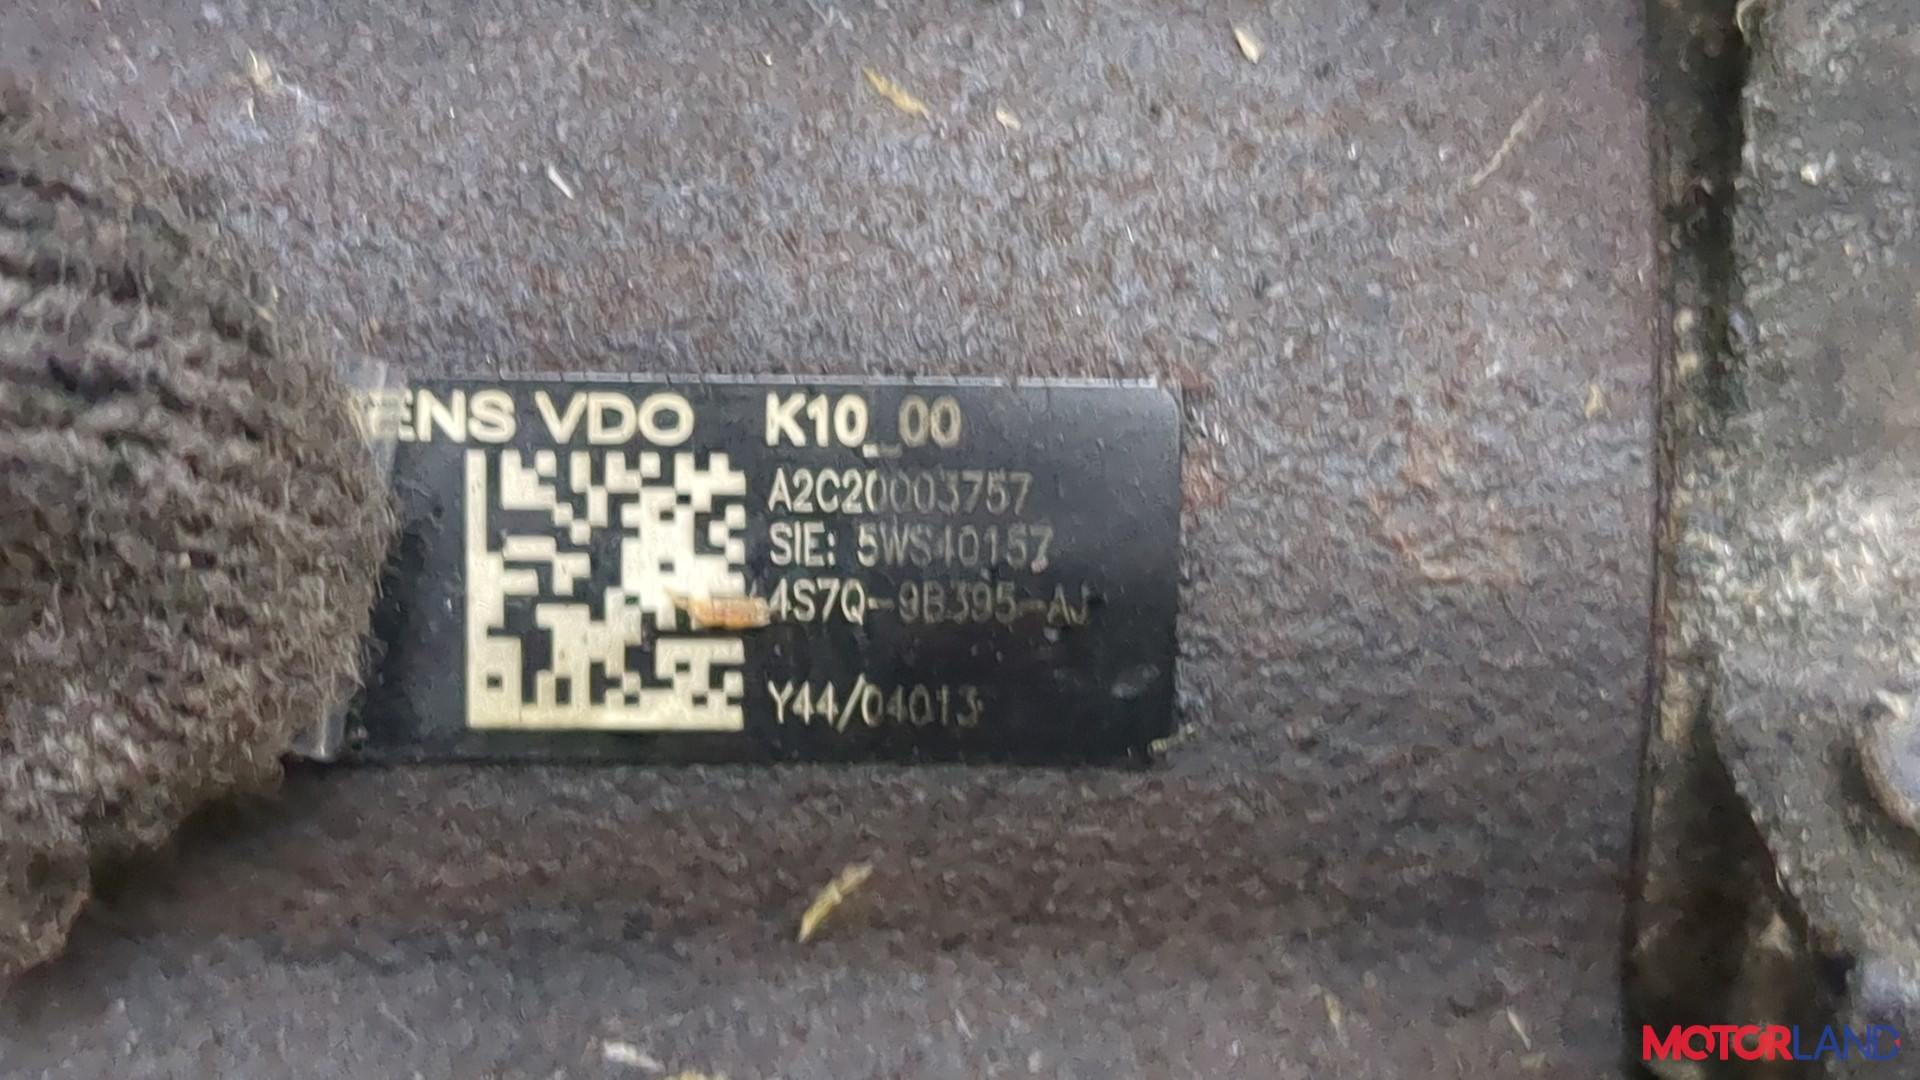 ENS VDO K10_00
A2C20003757
SIE: 5WS40157
4S7Q-9B395-AJ
Y44/04013
MOTORLAND